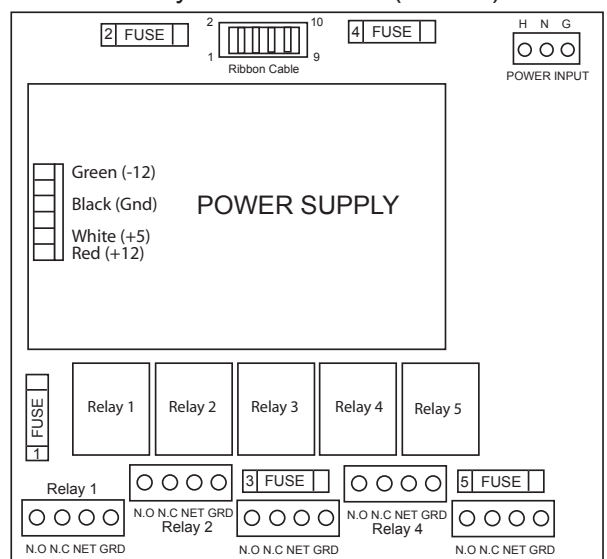 2 FUSE
2 10
1 9
Ribbon Cable
4 FUSE
H N G
POWER INPUT
Green (-12)
Black (Gnd)
White (+5)
Red (+12)
POWER SUPPLY
1 FUSE
Relay 1
Relay 2
Relay 3
Relay 4
Relay 5
Relay 1
N.O N.C NET GRD
N.O N.C NET GRD
Relay 2
3 FUSE
N.O N.C NET GRD
N.O N.C NET GRD
Relay 4
5 FUSE
N.O N.C NET GRD